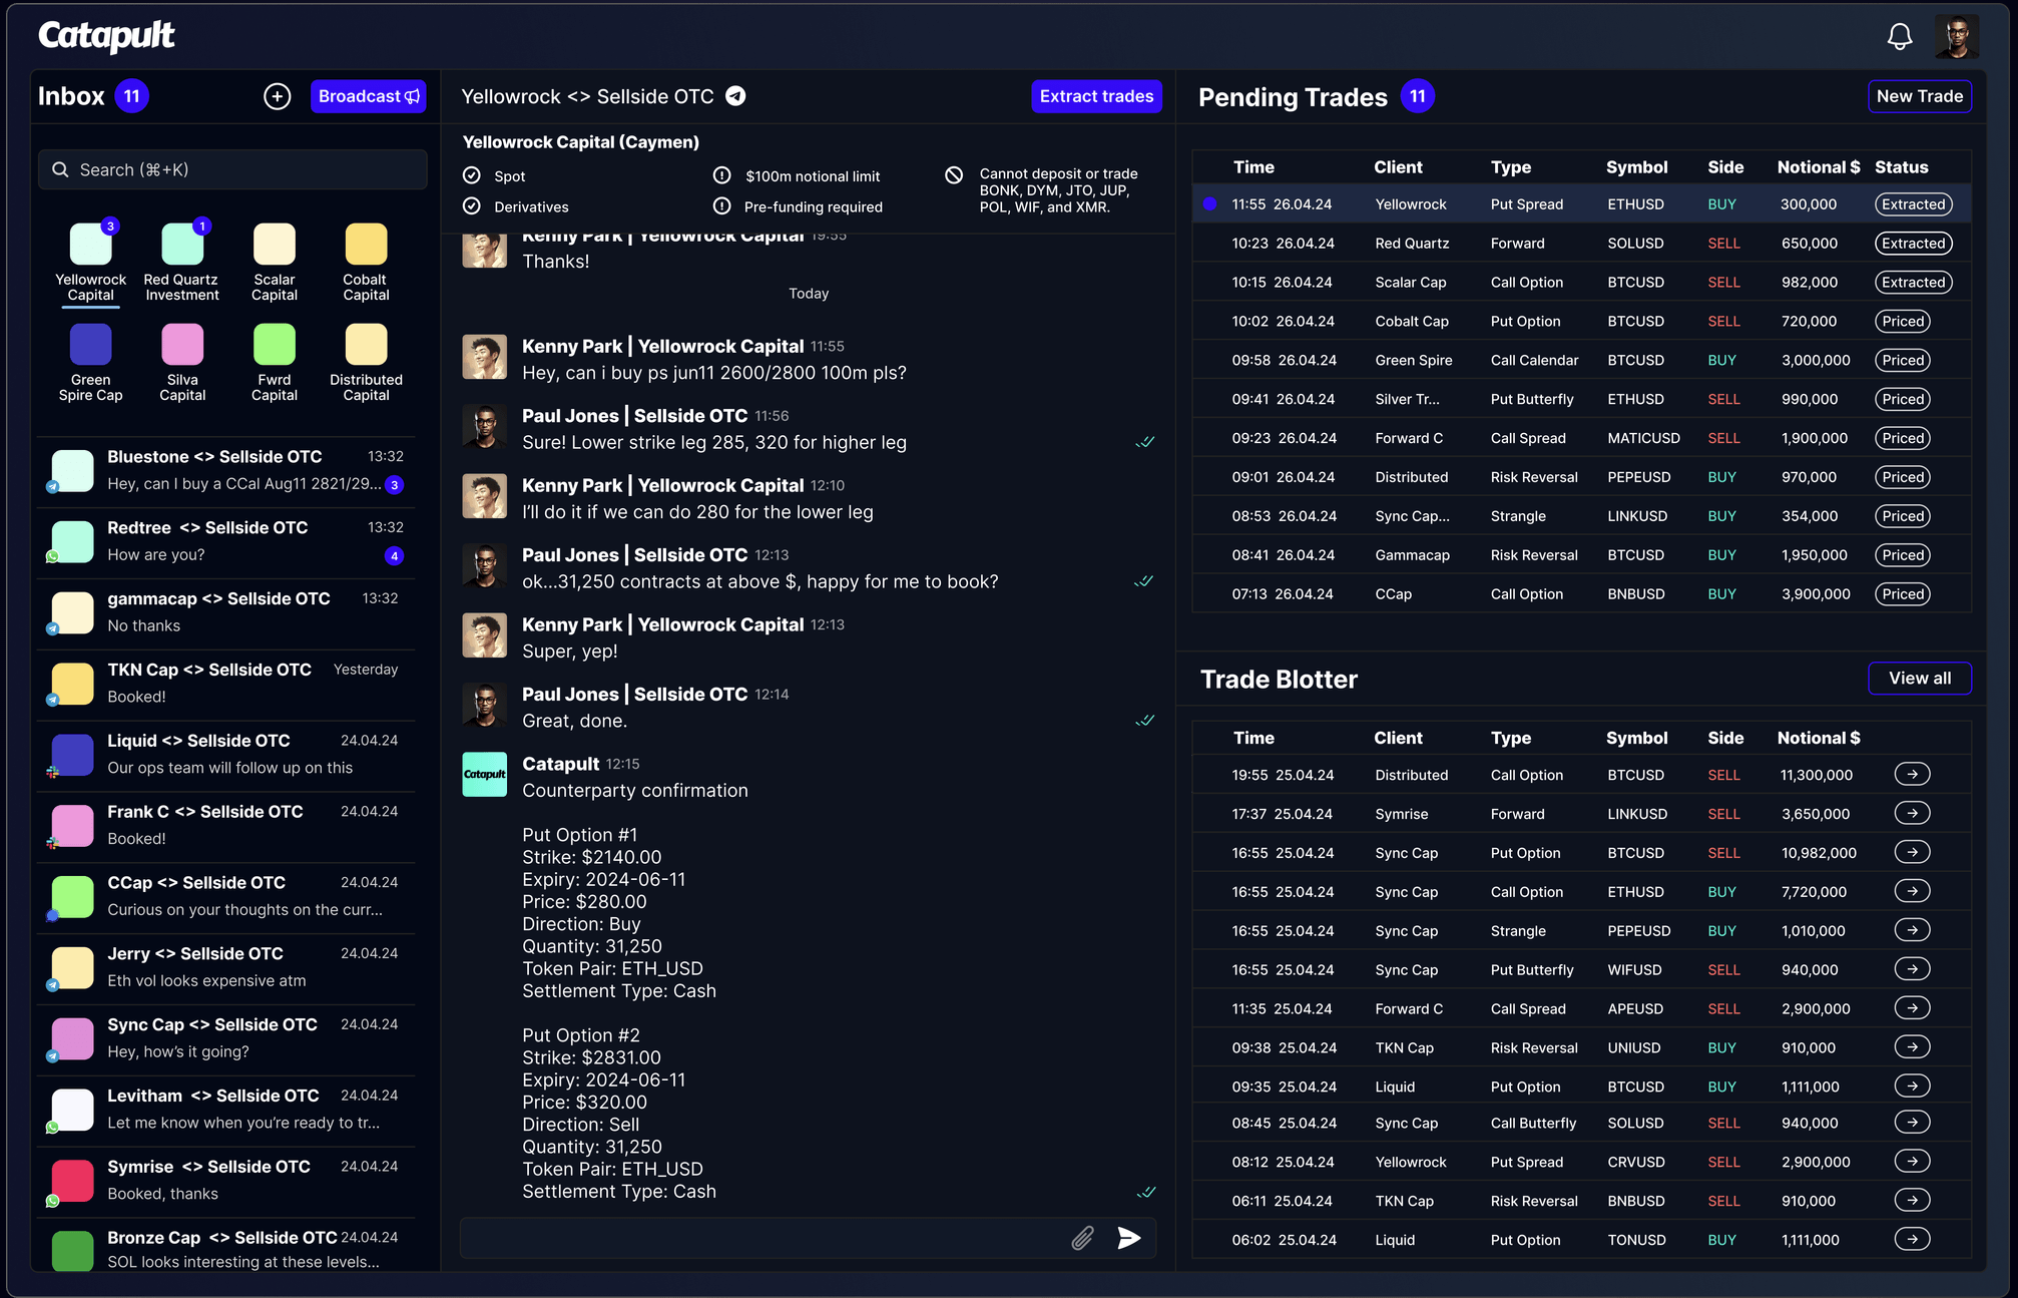 Catapult
Inbox 11
Broadcast
Search (⌘+K)
3
1
Yellowrock Capital
Red Quartz Investment
Scalar Capital
Cobalt Capital
Green Spire Cap
Silva Capital
Fwrd Capital
Distributed Capital
Bluestone <> Sellside OTC 13:32
Hey, can I buy a CCal Aug11 2821/29... 3
Redtree <> Sellside OTC 13:32
How are you? 4
gammacap <> Sellside OTC 13:32
No thanks
TKN Cap <> Sellside OTC Yesterday
Booked!
Liquid <> Sellside OTC 24.04.24
Our ops team will follow up on this
Frank C <> Sellside OTC 24.04.24
Booked!
CCap <> Sellside OTC 24.04.24
Curious on your thoughts on the curr...
Jerry <> Sellside OTC 24.04.24
Eth vol looks expensive atm
Sync Cap <> Sellside OTC 24.04.24
Hey, how's it going?
Levitham <> Sellside OTC 24.04.24
Let me know when you're ready to tr...
Symrise <> Sellside OTC 24.04.24
Booked, thanks
Bronze Cap <> Sellside OTC 24.04.24
SOL looks interesting at these levels...
Yellowrock <> Sellside OTC
Extract trades
Yellowrock Capital (Caymen)
Spot
Derivatives
$100m notional limit
Pre-funding required
Cannot deposit or trade
BONK, DYM, JTO, JUP,
POL, WIF, and XMR.
Kenny Park | Yellowrock Capital 19:55
Thanks!
Today
Kenny Park | Yellowrock Capital 11:55
Hey, can i buy ps jun11 2600/2800 100m pls?
Paul Jones | Sellside OTC 11:56
Sure! Lower strike leg 285, 320 for higher leg
Kenny Park | Yellowrock Capital 12:10
I'll do it if we can do 280 for the lower leg
Paul Jones | Sellside OTC 12:13
ok...31,250 contracts at above $, happy for me to book?
Kenny Park | Yellowrock Capital 12:13
Super, yep!
Paul Jones | Sellside OTC 12:14
Great, done.
Catapult
Catapult 12:15
Counterparty confirmation
Put Option #1
Strike: $2140.00
Expiry: 2024-06-11
Price: $280.00
Direction: Buy
Quantity: 31,250
Token Pair: ETH_USD
Settlement Type: Cash
Put Option #2
Strike: $2831.00
Expiry: 2024-06-11
Price: $320.00
Direction: Sell
Quantity: 31,250
Token Pair: ETH_USD
Settlement Type: Cash
Pending Trades 11
New Trade
Time Client Type Symbol Side Notional $ Status
11:55 26.04.24 Yellowrock Put Spread ETHUSD BUY 300,000 Extracted
10:23 26.04.24 Red Quartz Forward SOLUSD SELL 650,000 Extracted
10:15 26.04.24 Scalar Cap Call Option BTCUSD SELL 982,000 Extracted
10:02 26.04.24 Cobalt Cap Put Option BTCUSD SELL 720,000 Priced
09:58 26.04.24 Green Spire Call Calendar BTCUSD BUY 3,000,000 Priced
09:41 26.04.24 Silver Tr... Put Butterfly ETHUSD SELL 990,000 Priced
09:23 26.04.24 Forward C Call Spread MATICUSD SELL 1,900,000 Priced
09:01 26.04.24 Distributed Risk Reversal PEPEUSD BUY 970,000 Priced
08:53 26.04.24 Sync Cap... Strangle LINKUSD BUY 354,000 Priced
08:41 26.04.24 Gammacap Risk Reversal BTCUSD BUY 1,950,000 Priced
07:13 26.04.24 CCap Call Option BNBUSD BUY 3,900,000 Priced
Trade Blotter
View all
Time Client Type Symbol Side Notional $
19:55 25.04.24 Distributed Call Option BTCUSD SELL 11,300,000
17:37 25.04.24 Symrise Forward LINKUSD SELL 3,650,000
16:55 25.04.24 Sync Cap Put Option BTCUSD SELL 10,982,000
16:55 25.04.24 Sync Cap Call Option ETHUSD BUY 7,720,000
16:55 25.04.24 Sync Cap Strangle PEPEUSD BUY 1,010,000
16:55 25.04.24 Sync Cap Put Butterfly WIFUSD SELL 940,000
11:35 25.04.24 Forward C Call Spread APEUSD SELL 2,900,000
09:38 25.04.24 TKN Cap Risk Reversal UNIUSD BUY 910,000
09:35 25.04.24 Liquid Put Option BTCUSD BUY 1,111,000
08:45 25.04.24 Sync Cap Call Butterfly SOLUSD SELL 940,000
08:12 25.04.24 Yellowrock Put Spread CRVUSD SELL 2,900,000
06:11 25.04.24 TKN Cap Risk Reversal BNBUSD SELL 910,000
06:02 25.04.24 Liquid Put Option TONUSD BUY 1,111,000